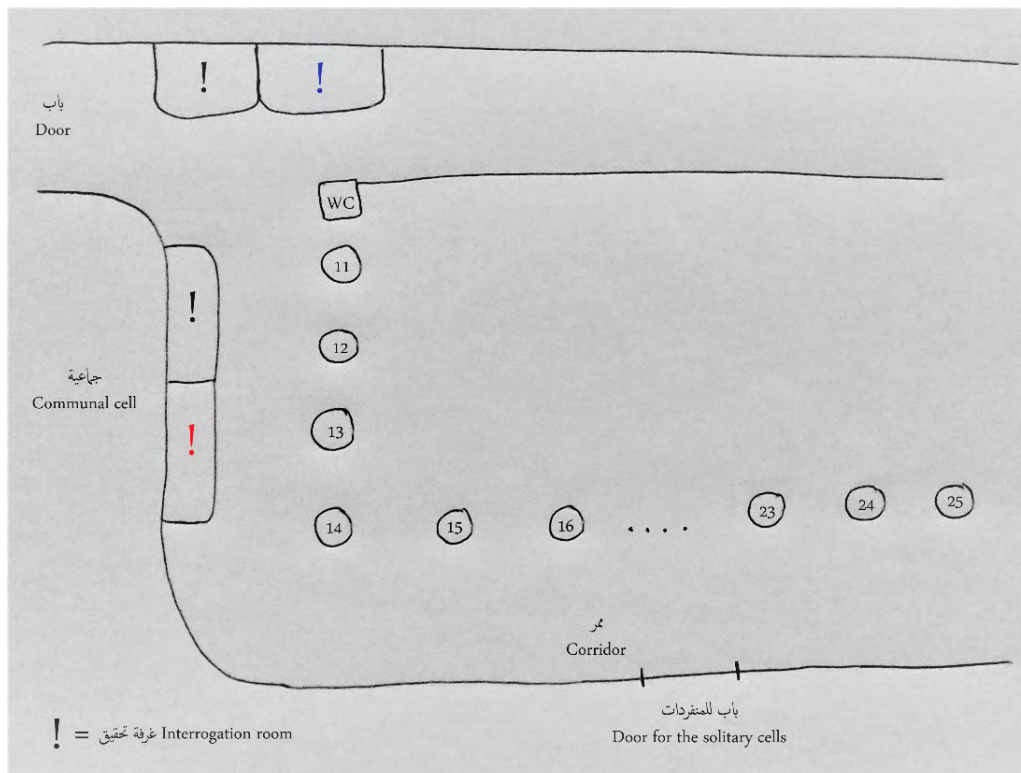 !
!
باب
Door
WC
11
!
12
جماعية
Communal cell
13
!
14
15
16
....
23
24
25
ممر
Corridor
باب للمنفردات
Door for the solitary cells
! = غرفة تحقيق Interrogation room